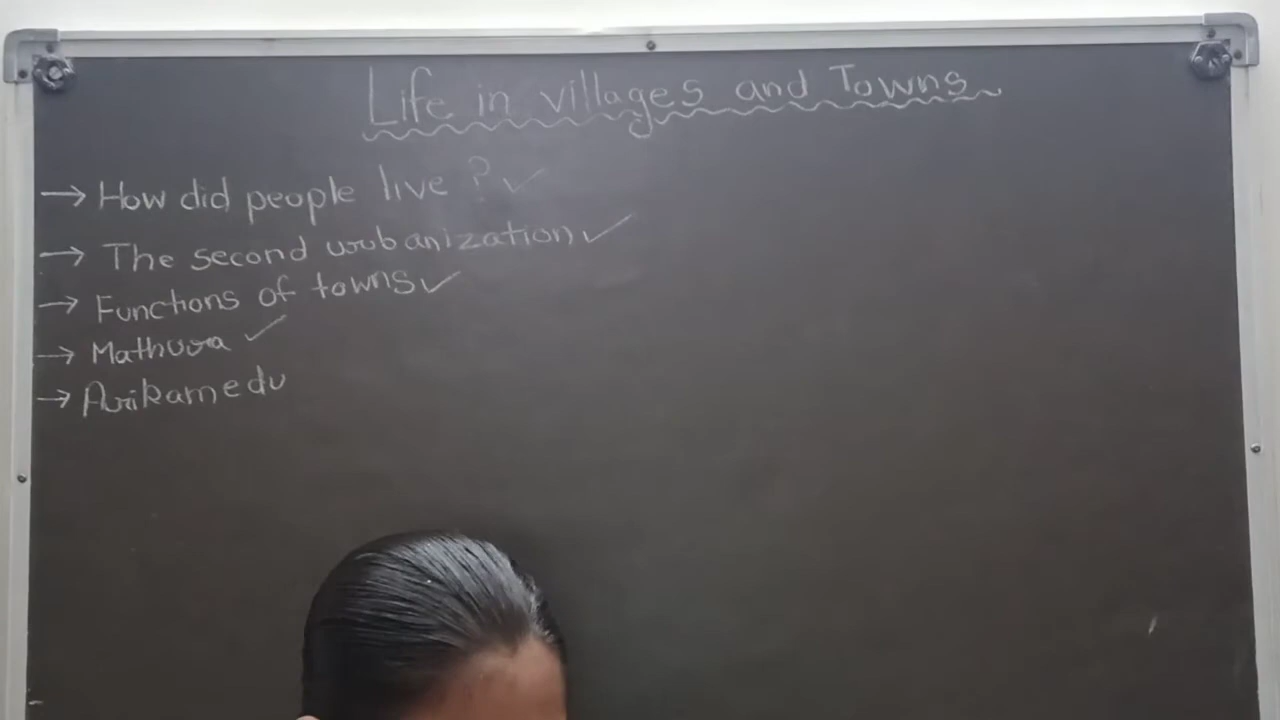 Life in villages and Towns
→ How did people live ? ✓
→ The second urbanization ✓
→ Functions of towns ✓
→ Mathura ✓
→ Arikamedu